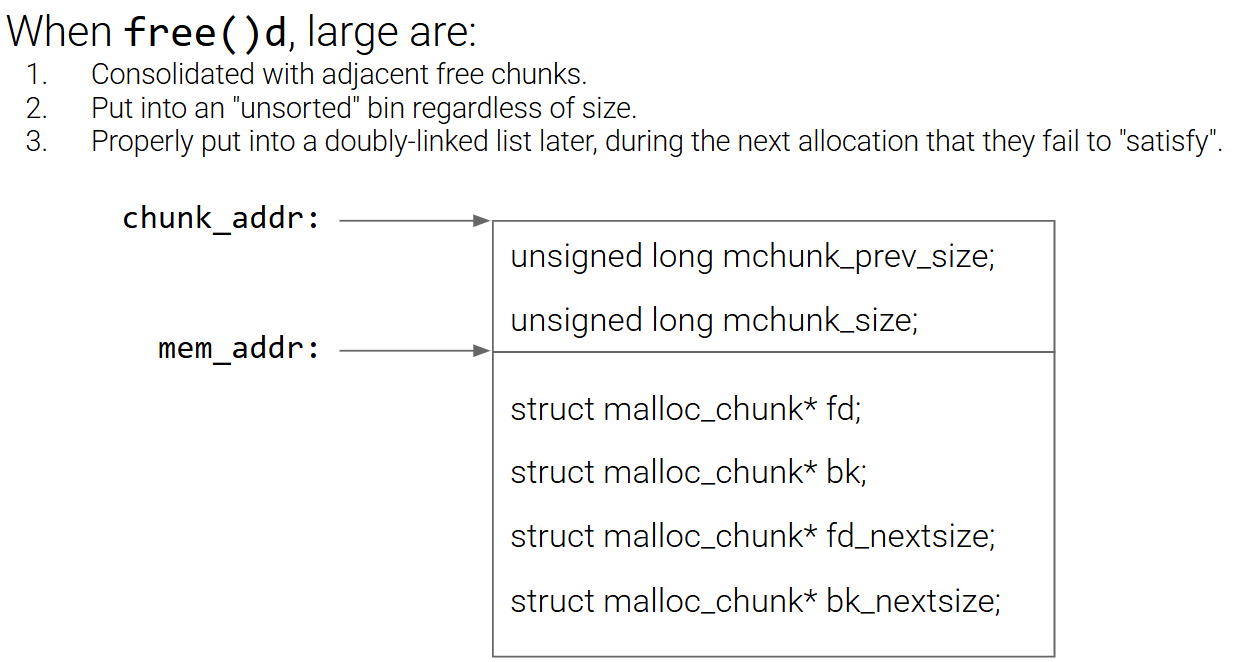 When free()d, large are:
1. Consolidated with adjacent free chunks.
2. Put into an "unsorted" bin regardless of size.
3. Properly put into a doubly-linked list later, during the next allocation that they fail to "satisfy".
chunk_addr:
unsigned long mchunk_prev_size;
unsigned long mchunk_size;
mem_addr:
struct malloc_chunk* fd;
struct malloc_chunk* bk;
struct malloc_chunk* fd_nextsize;
struct malloc_chunk* bk_nextsize;